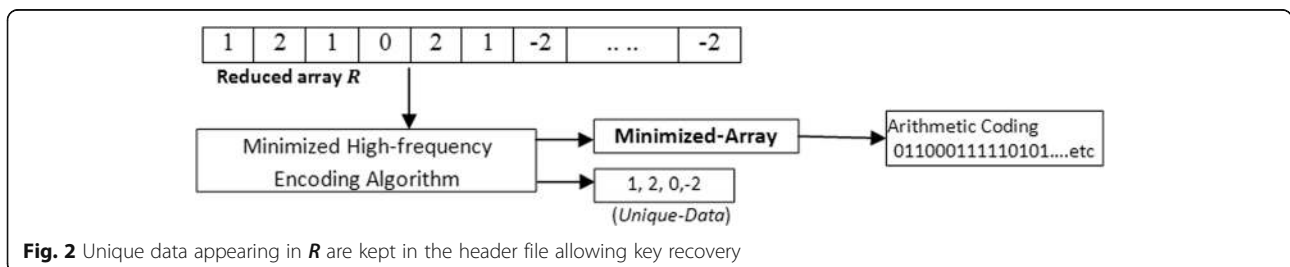 1 2 1 0 2 1 -2 .. .. -2
Reduced array R
Minimized High-frequency
Encoding Algorithm
Minimized-Array
Arithmetic Coding
011000111110101....etc
1, 2, 0,-2
(Unique-Data)
Fig. 2 Unique data appearing in R are kept in the header file allowing key recovery